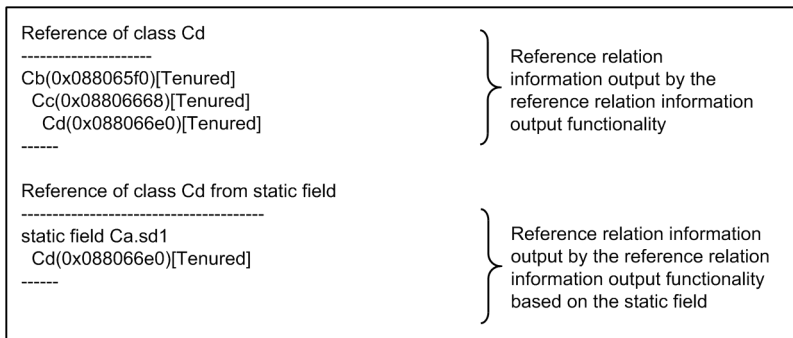 Reference of class Cd
---------------------
Cb(0x088065f0)[Tenured]
Cc(0x08806668)[Tenured]
Cd(0x088066e0)[Tenured]
------
Reference relation
information output by the
reference relation information
output functionality
Reference of class Cd from static field
---------------------------------------
static field Ca.sd1
Cd(0x088066e0)[Tenured]
------
Reference relation information
output by the reference relation
information output functionality
based on the static field